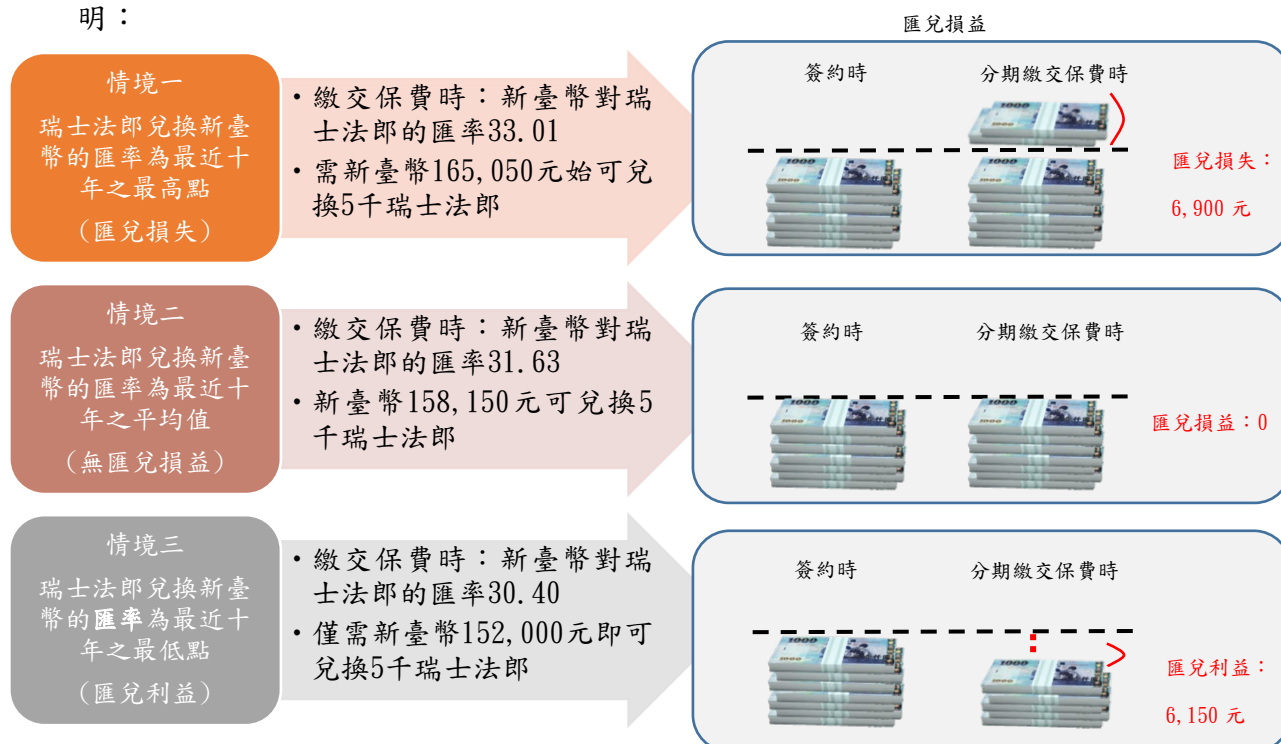 明：
匯兌損益
情境一
瑞士法郎兌換新臺
幣的匯率為最近十
年之最高點
（匯兌損失）
・繳交保費時：新臺幣對瑞
士法郎的匯率33.01
・需新臺幣165,050元始可兌
換5千瑞士法郎
簽約時
分期繳交保費時
匯兌損失：
6,900 元
情境二
瑞士法郎兌換新臺
幣的匯率為最近十
年之平均值
（無匯兌損益）
・繳交保費時：新臺幣對瑞
士法郎的匯率31.63
・新臺幣158,150元可兌換5
千瑞士法郎
簽約時
分期繳交保費時
匯兌損益：0
情境三
瑞士法郎兌換新臺
幣的匯率為最近十
年之最低點
（匯兌利益）
・繳交保費時：新臺幣對瑞
士法郎的匯率30.40
・僅需新臺幣152,000元即可
兌換5千瑞士法郎
簽約時
分期繳交保費時
匯兌利益：
6,150 元